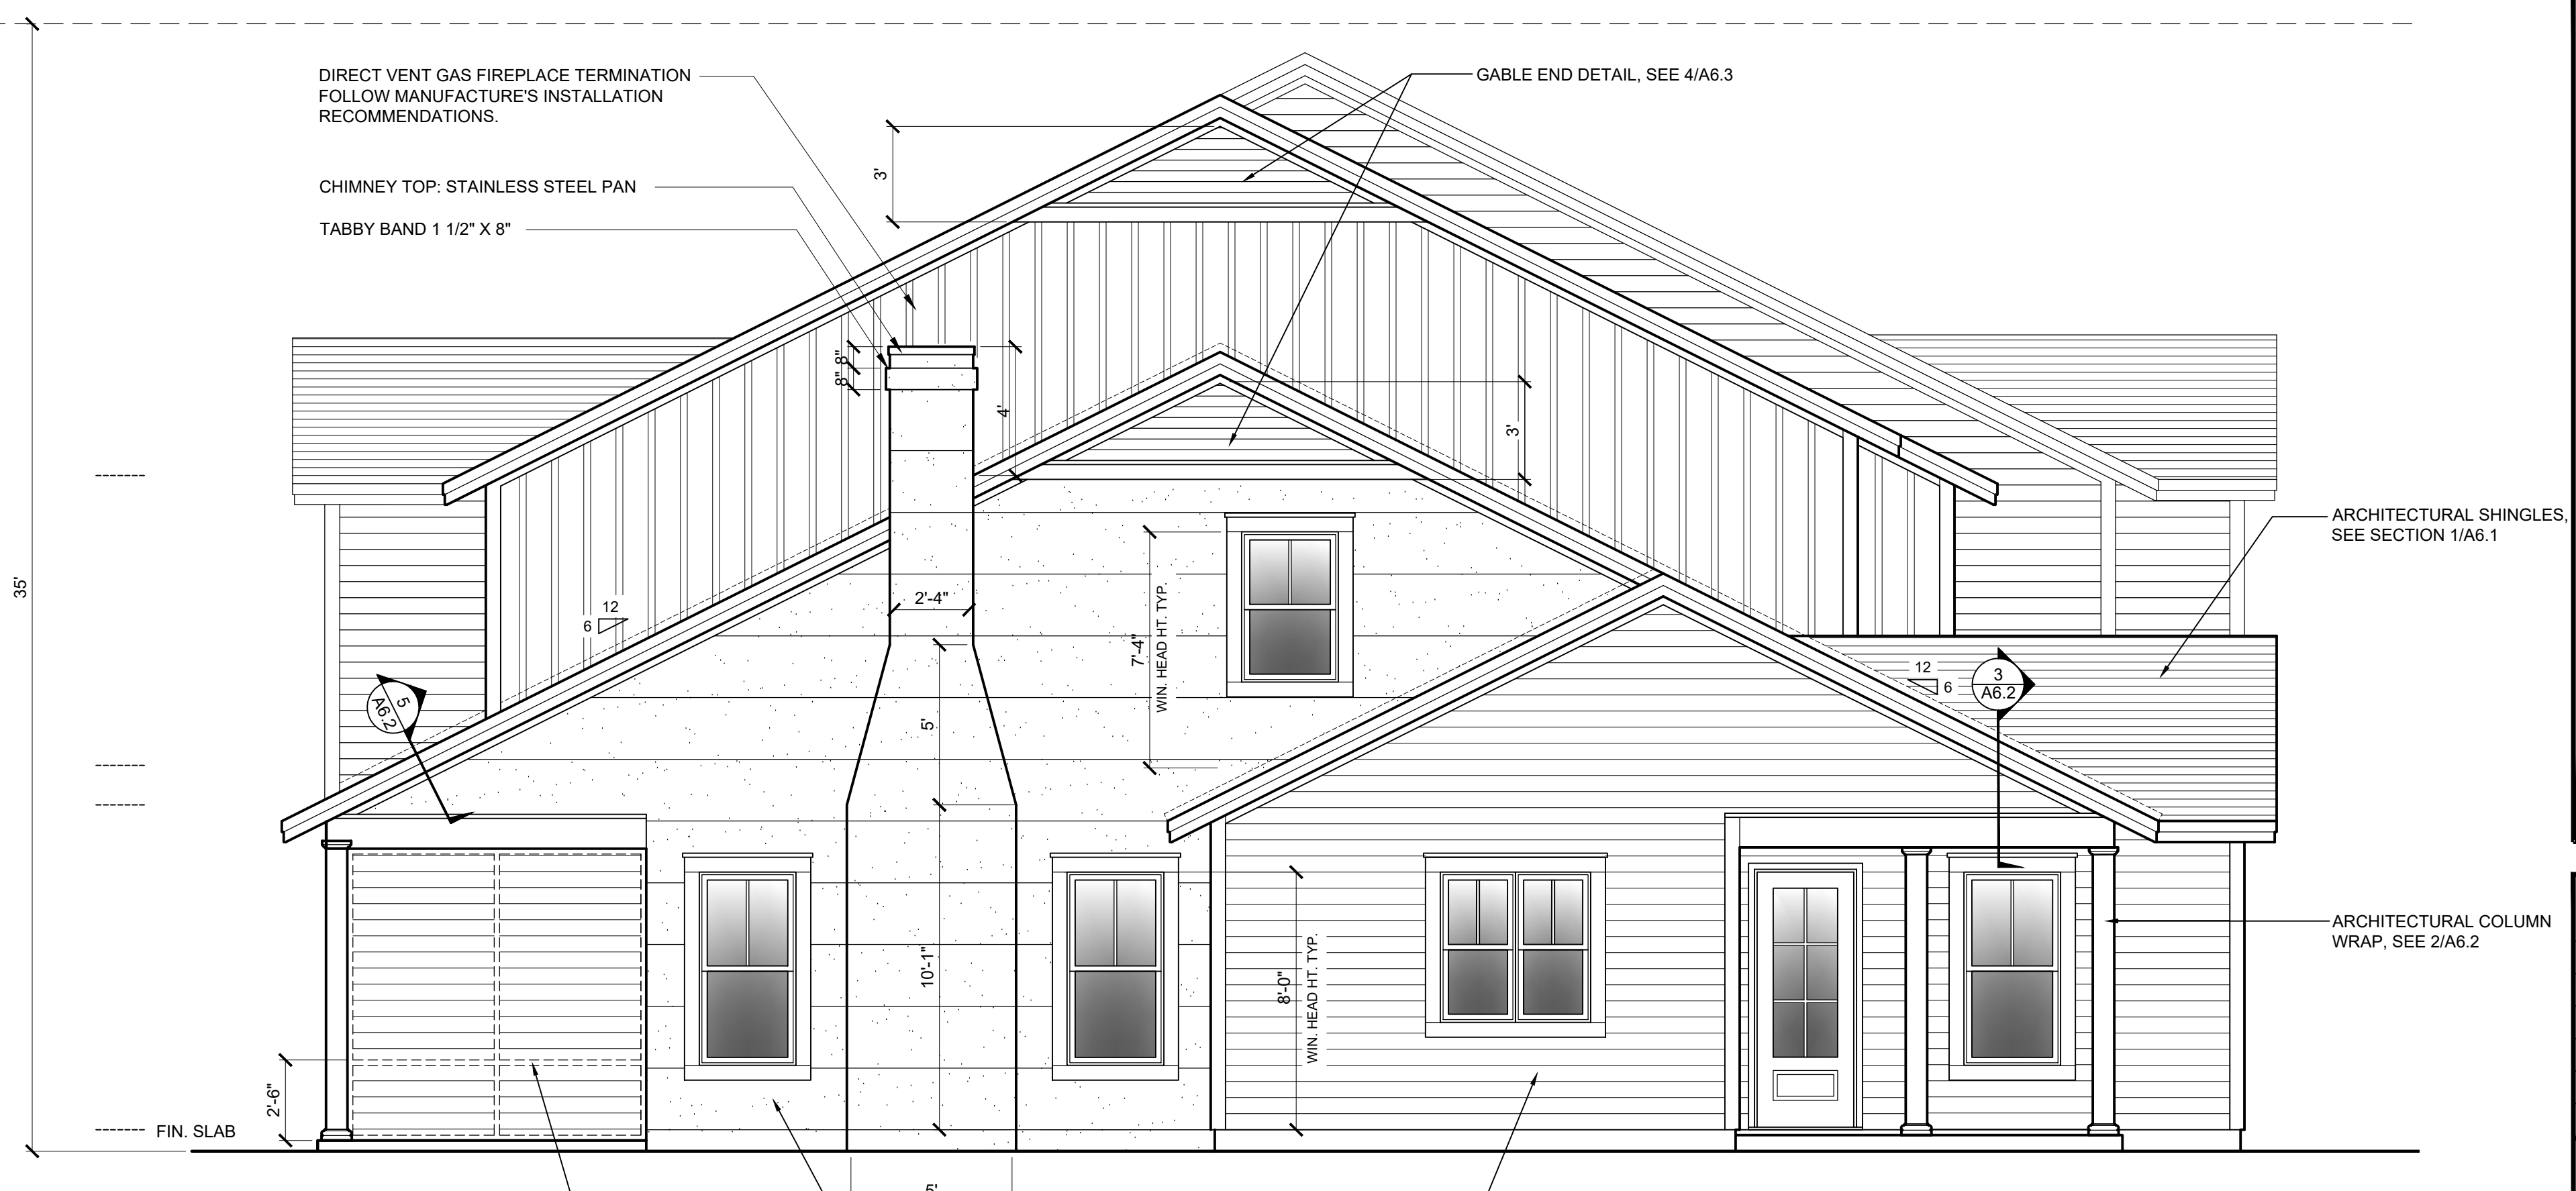 DIRECT VENT GAS FIREPLACE TERMINATION
FOLLOW MANUFACTURE'S INSTALLATION
RECOMMENDATIONS.
GABLE END DETAIL, SEE 4/A6.3
CHIMNEY TOP: STAINLESS STEEL PAN
TABBY BAND 1 1/2" X 8"
3'
8"
8"
4'
3'
35'
ARCHITECTURAL SHINGLES,
SEE SECTION 1/A6.1
12
6
2'-4"
7'-4"
WIN. HEAD HT. TYP.
12
6
3
A6.2
5
A6.2
5'
10'-1"
8'-0"
WIN. HEAD HT. TYP.
ARCHITECTURAL COLUMN
WRAP, SEE 2/A6.2
2'-6"
FIN. SLAB
5'